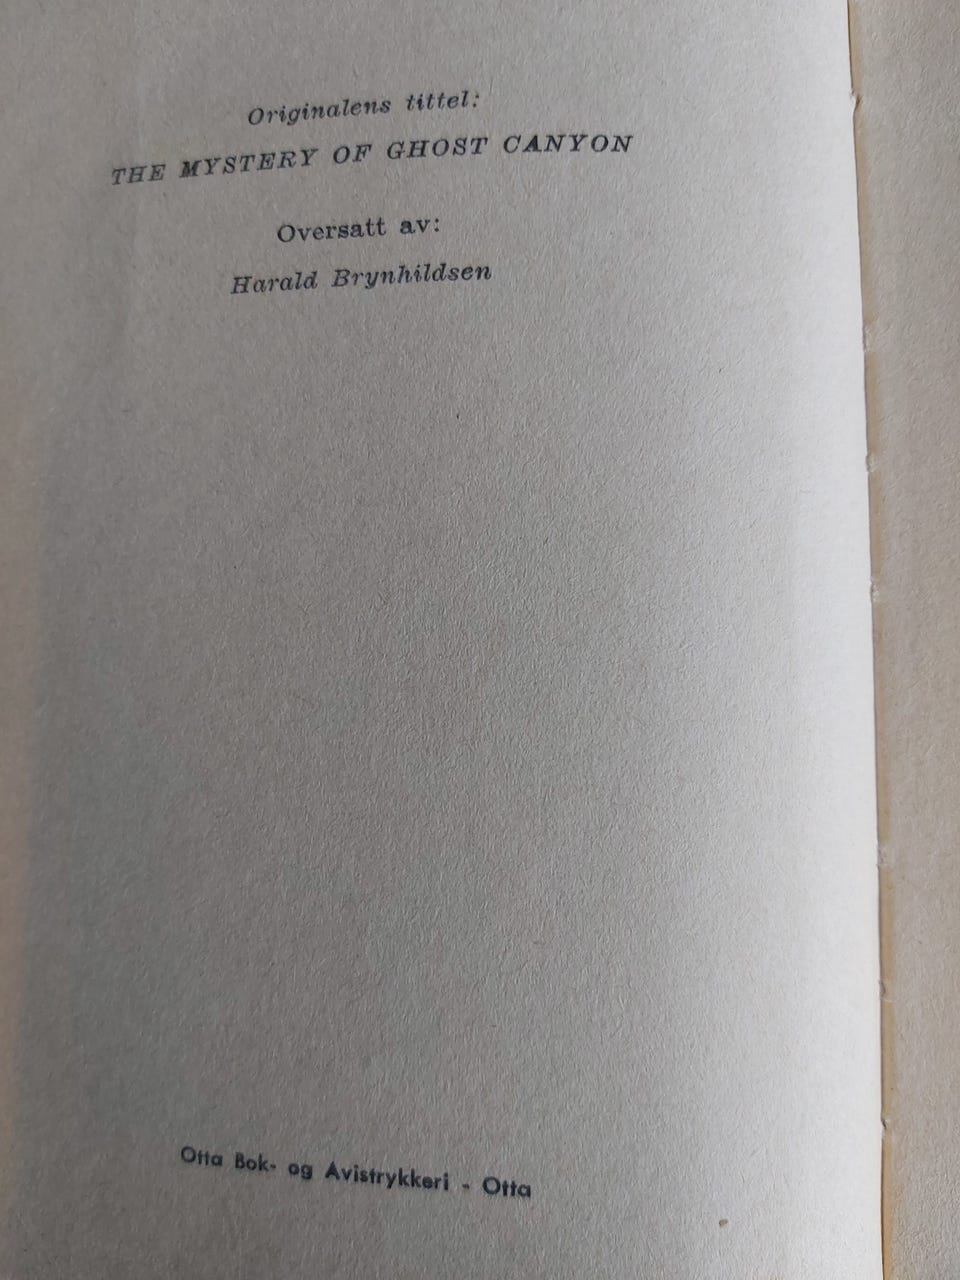 Originalens tittel:
THE MYSTERY OF GHOST CANYON
Oversatt av:
Harald Brynhildsen
Otta Bok- og Avistrykkeri - Otta